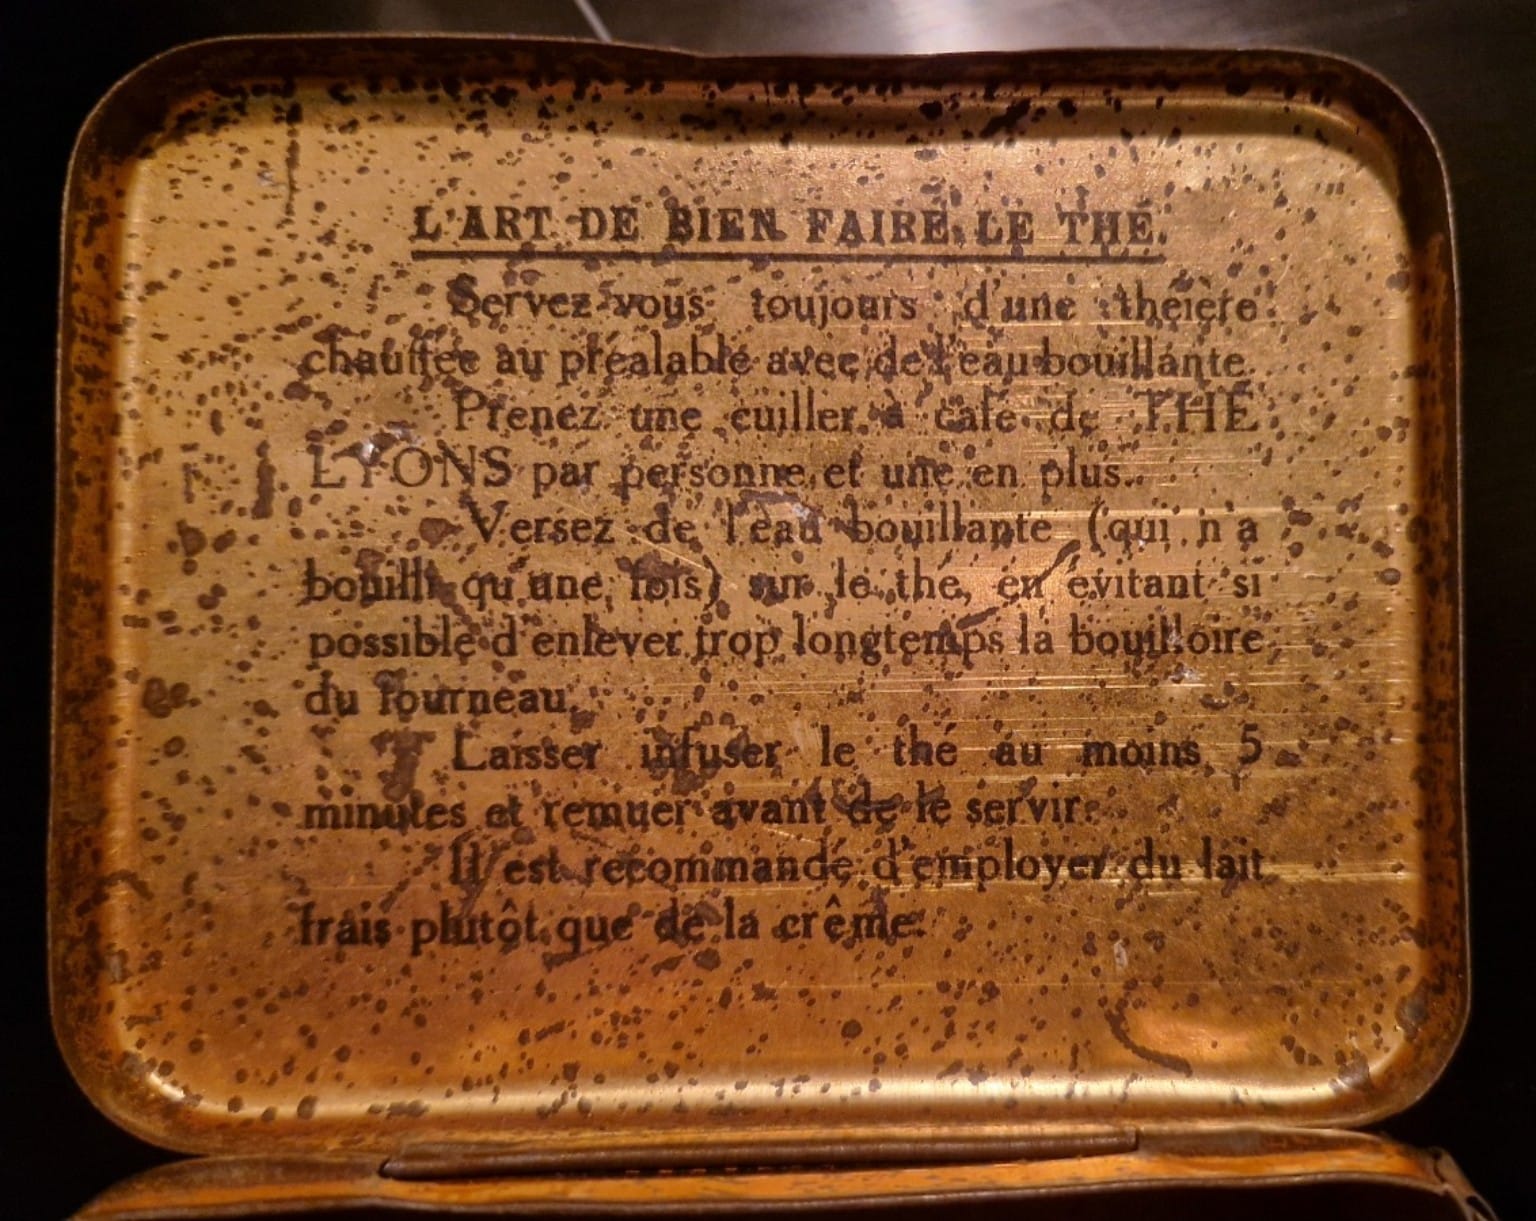 L'ART DE BIEN FAIRE LE THÉ.
Servez-vous toujours d'une théière
chauffée au préalable avec de l'eau bouillante.
Prenez une cuiller à café de THÉ
LYONS par personne et une en plus.
Versez de l'eau bouillante (qui n'a
bouilli qu'une fois) sur le thé, en évitant si
possible d'enlever trop longtemps la bouilloire
du fourneau.
Laisser infuser le thé au moins 5
minutes et remuer avant de le servir.
Il est recommandé d'employer du lait
frais plutôt que de la crême.